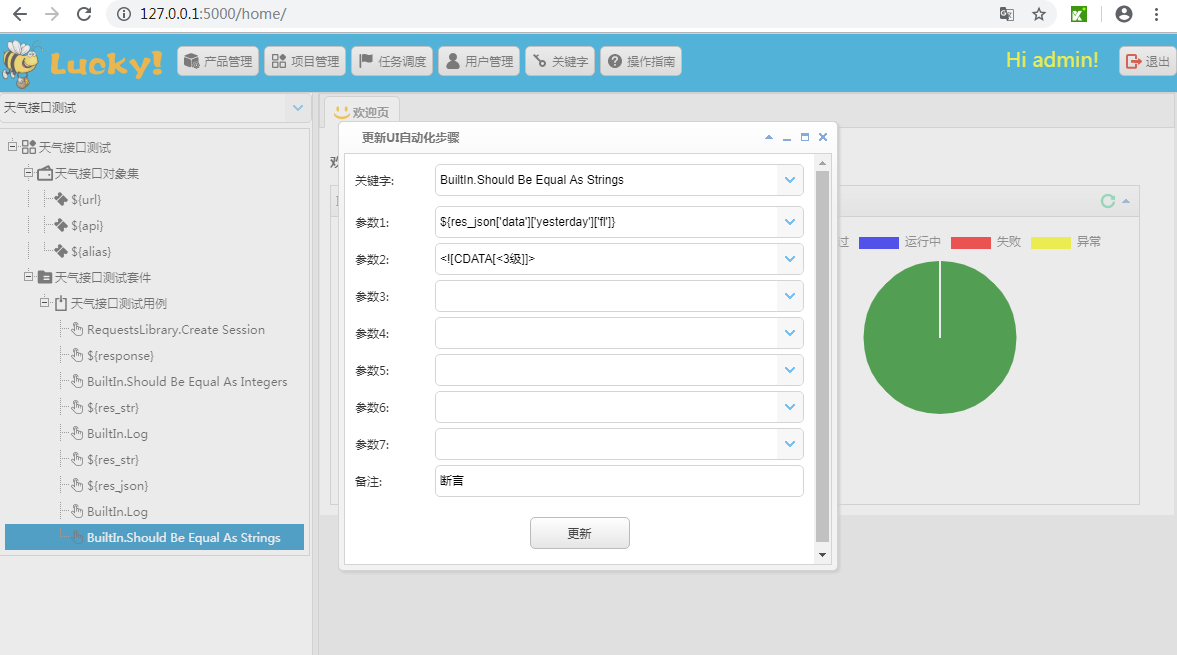 127.0.0.1:5000/home/
Lucky! 产品管理 项目管理 任务调度 用户管理 关键字 操作指南 Hi admin! 退出
天气接口测试
天气接口测试
天气接口对象集
${url}
${api}
${alias}
天气接口测试套件
天气接口测试用例
RequestsLibrary.Create Session
${response}
BuiltIn.Should Be Equal As Integers
${res_str}
BuiltIn.Log
${res_str}
${res_json}
BuiltIn.Log
BuiltIn.Should Be Equal As Strings
欢迎页
更新UI自动化步骤
关键字: BuiltIn.Should Be Equal As Strings
参数1: ${res_json['data']['yesterday']['fl']}
参数2: <![CDATA[<3级]]>
参数3:
参数4:
参数5:
参数6:
参数7:
备注: 断言
更新
运行中 失败 异常